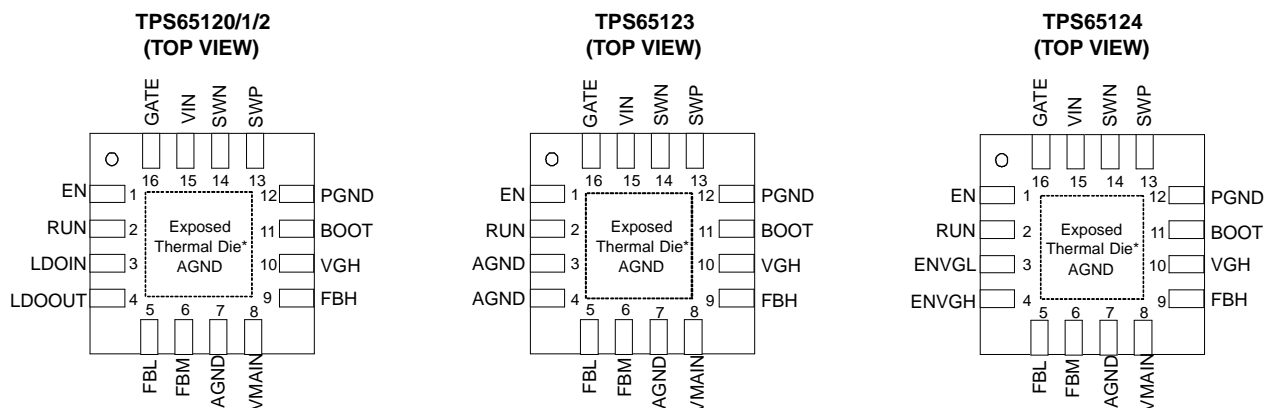 TPS65120/1/2
(TOP VIEW)
GATE
VIN
SWN
SWP
16
15
14
13
EN
1
RUN
2
LDOIN
3
LDOOUT
4
12
PGND
11
BOOT
10
VGH
9
FBH
Exposed
Thermal Die*
AGND
5
6
7
8
FBL
FBM
AGND
VMAIN
TPS65123
(TOP VIEW)
GATE
VIN
SWN
SWP
16
15
14
13
EN
1
RUN
2
AGND
3
AGND
4
12
PGND
11
BOOT
10
VGH
9
FBH
Exposed
Thermal Die*
AGND
5
6
7
8
FBL
FBM
AGND
VMAIN
TPS65124
(TOP VIEW)
GATE
VIN
SWN
SWP
16
15
14
13
EN
1
RUN
2
ENVGL
3
ENVGH
4
12
PGND
11
BOOT
10
VGH
9
FBH
Exposed
Thermal Die*
AGND
5
6
7
8
FBL
FBM
AGND
VMAIN